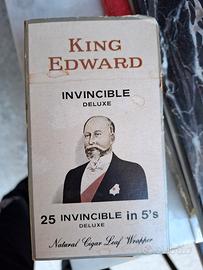 KING
EDWARD
INVINCIBLE
DELUXE
25 INVINCIBLE in 5's
DELUXE
Natural Cigar Leaf Wrapper